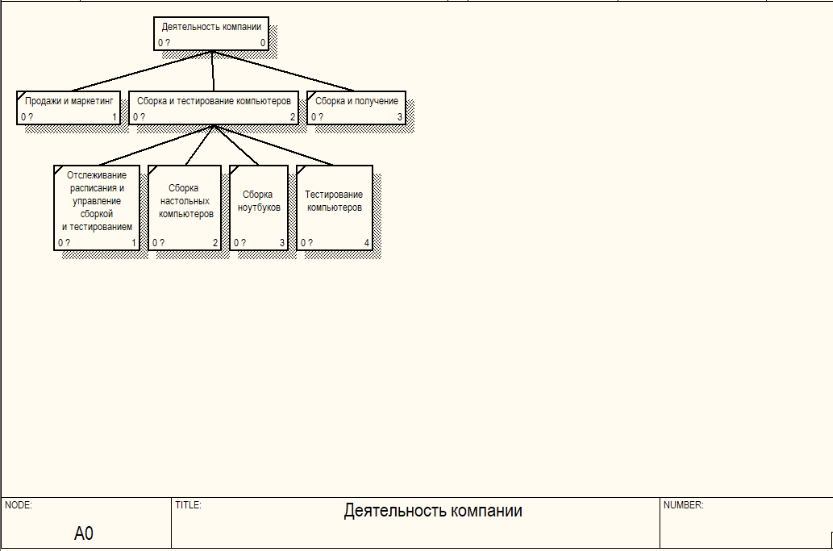 Деятельность компании
0 ? 0
Продажи и маркетинг
0 ? 1
Сборка и тестирование компьютеров
0 ? 2
Сборка и получение
0 ? 3
Отслеживание
расписания и
управление
сборкой
и тестированием
0 ? 1
Сборка
настольных
компьютеров
0 ? 2
Сборка
ноутбуков
0 ? 3
Тестирование
компьютеров
0 ? 4
NODE:
A0
TITLE:
Деятельность компании
NUMBER: